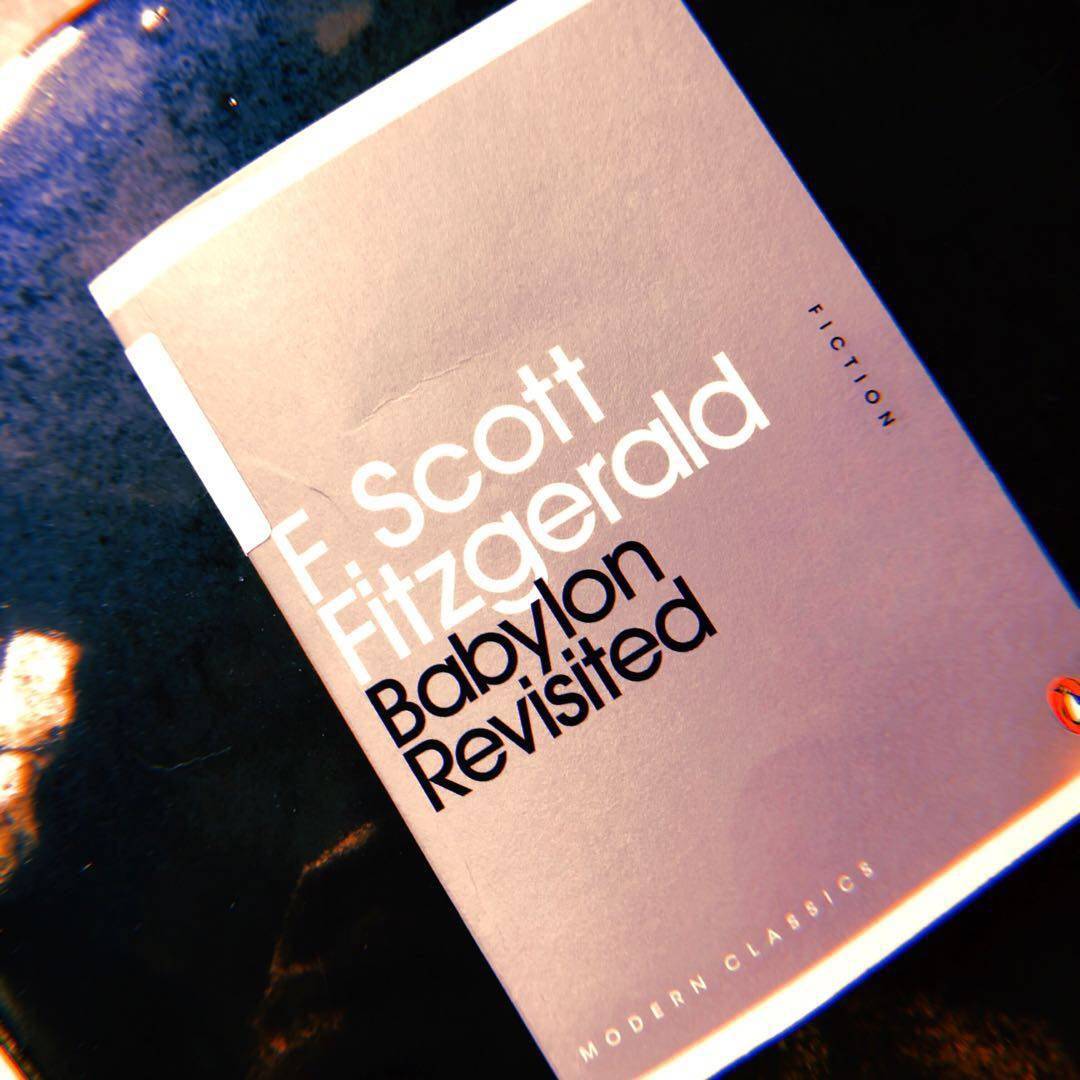 F Scott
Fitzgerald
Babylon
Revisited
FICTION
MODERN CLASSICS